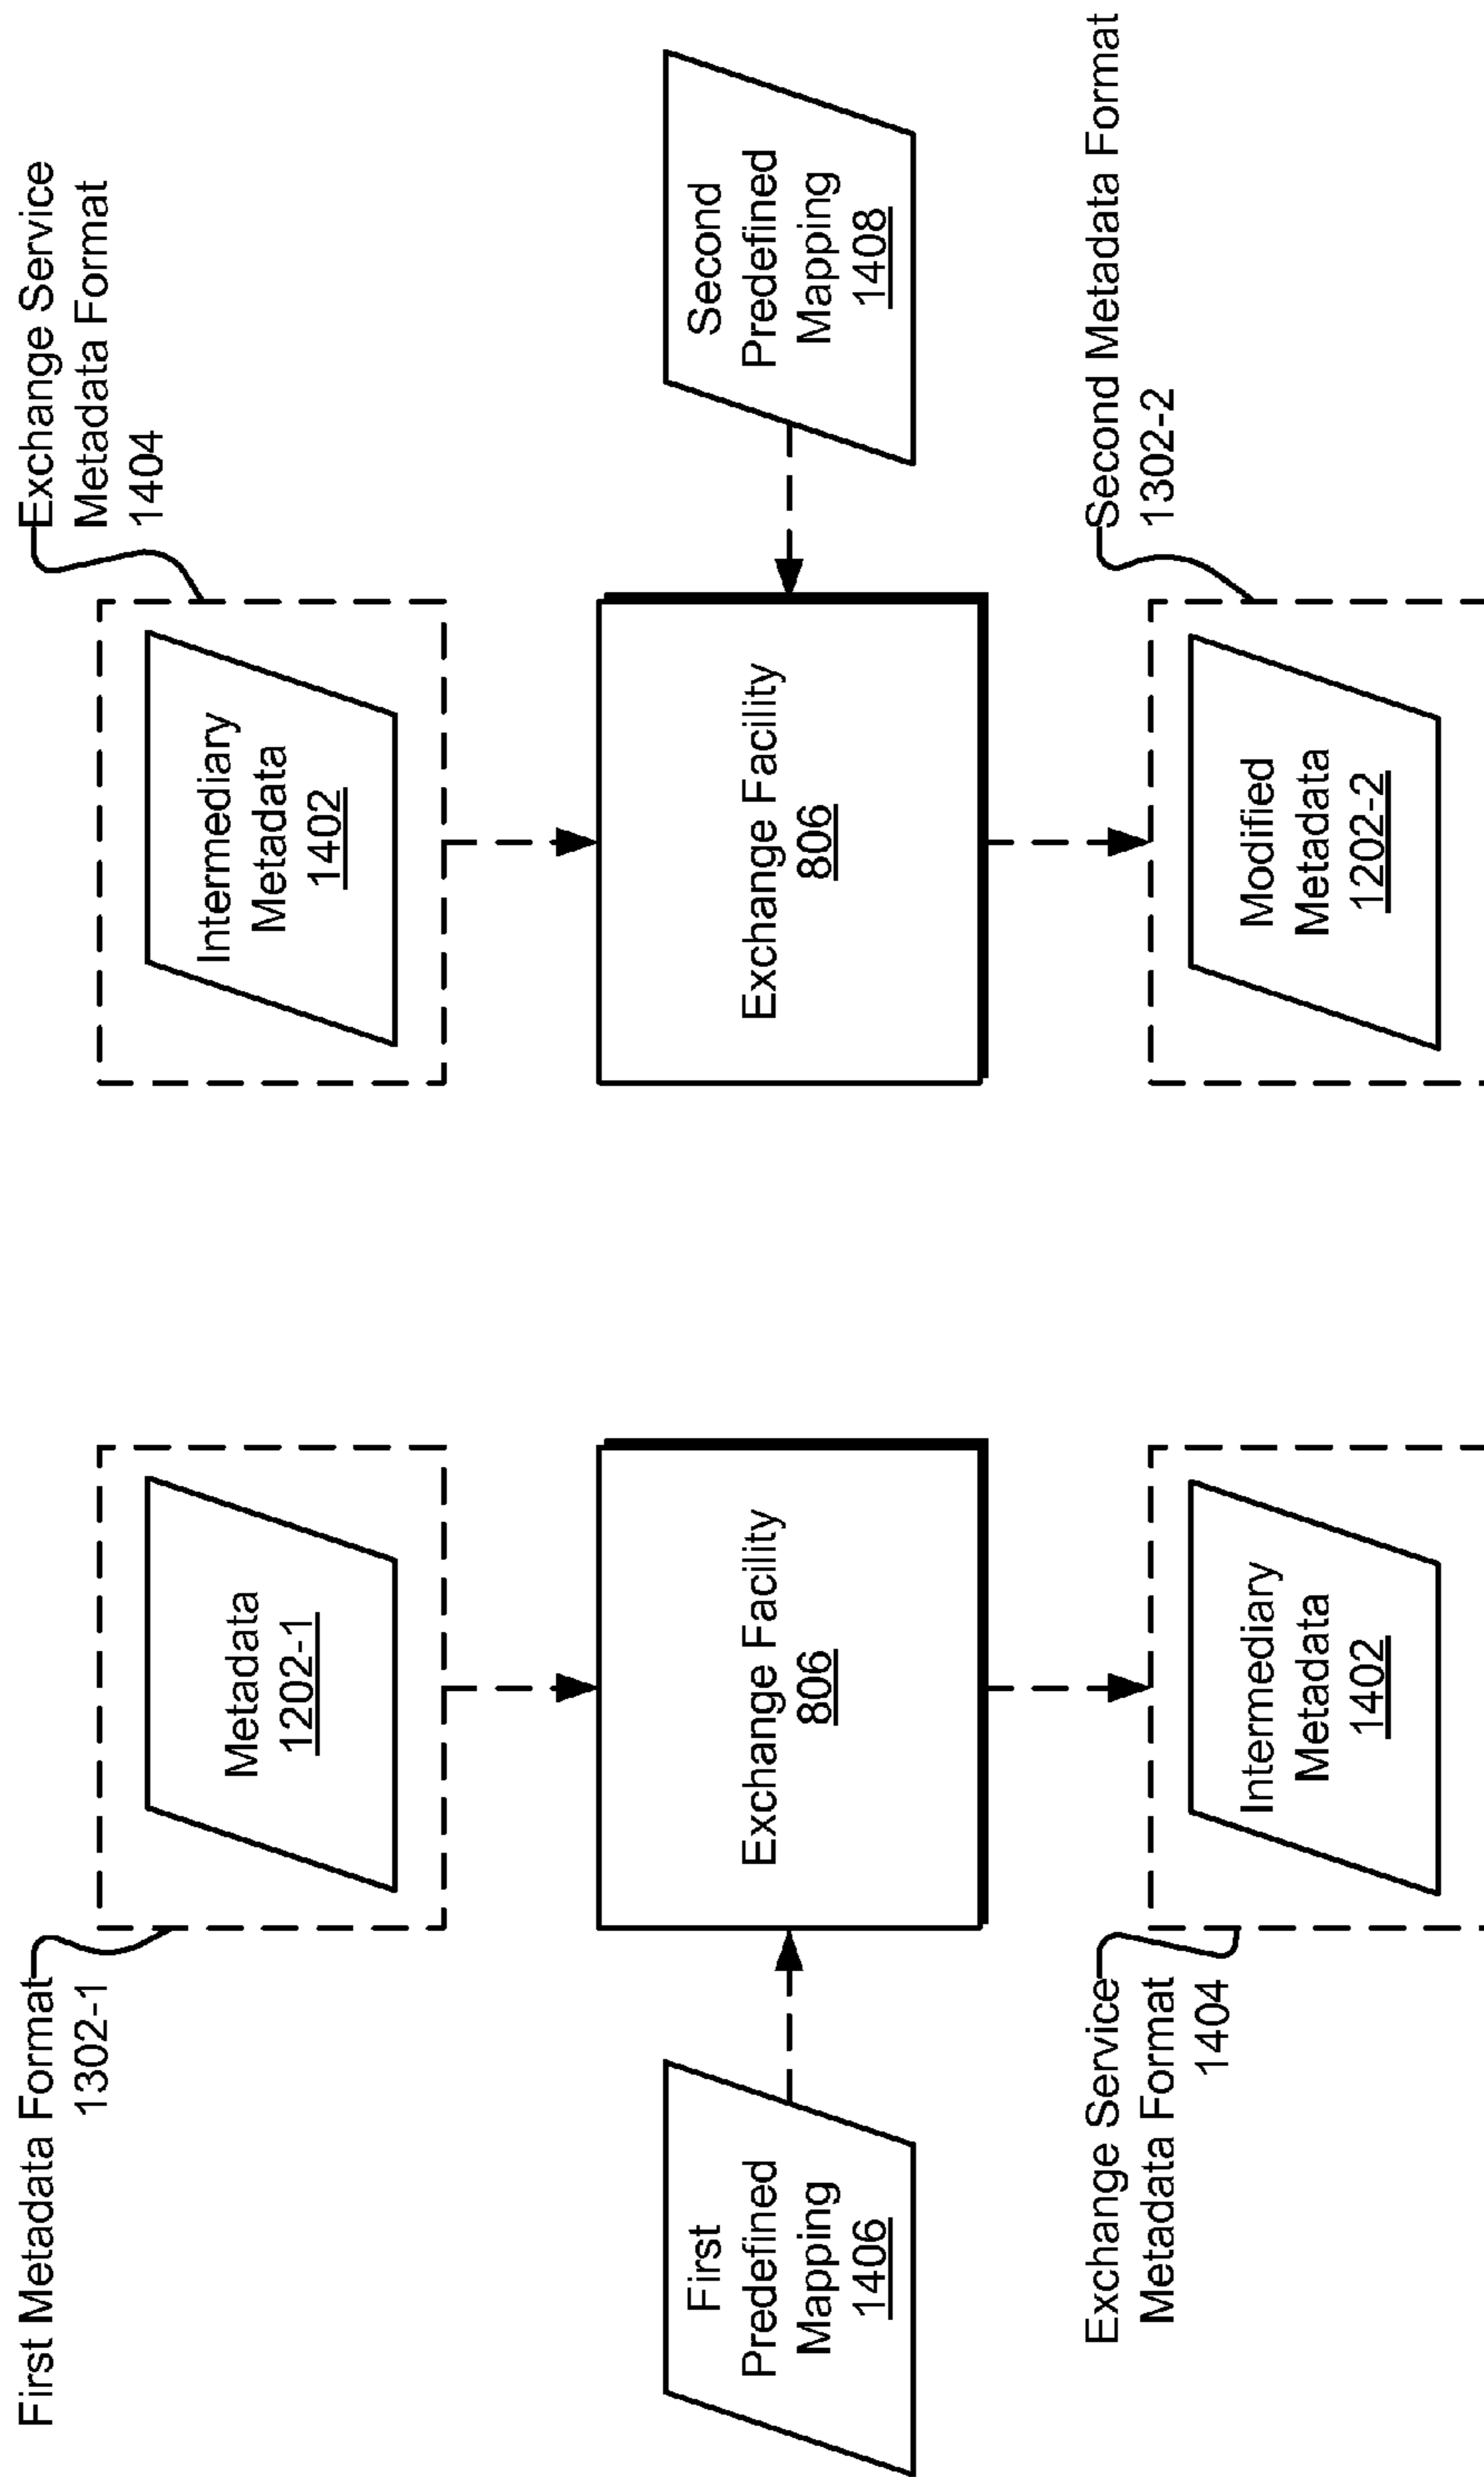 First Metadata Format
1302-1
Metadata
1202-1
First
Predefined
Mapping
1406
Exchange Facility
806
Exchange Service
Metadata Format
1404
Intermediary
Metadata
1402
Exchange Service
Metadata Format
1404
Intermediary
Metadata
1402
Exchange Facility
806
Second
Predefined
Mapping
1408
Second Metadata Format
1302-2
Modified
Metadata
1202-2